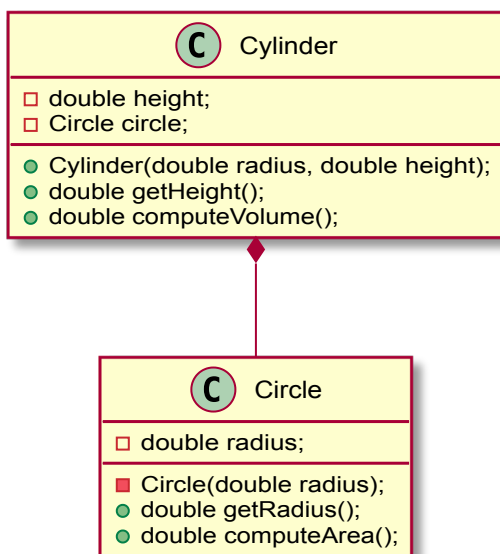 C Cylinder
double height;
Circle circle;
Cylinder(double radius, double height);
double getHeight();
double computeVolume();
C Circle
double radius;
Circle(double radius);
double getRadius();
double computeArea();